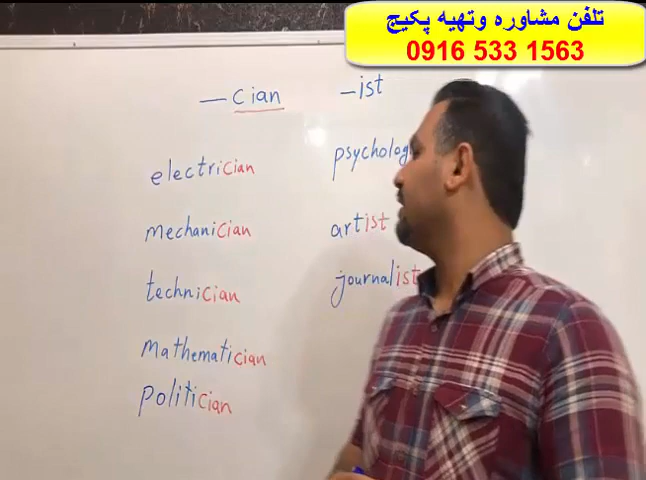 تلفن مشاوره وتهیه پکیج
0916 533 1563
—cian
—ist
electrician
mechanician
technician
mathematician
politician
artist
journalist